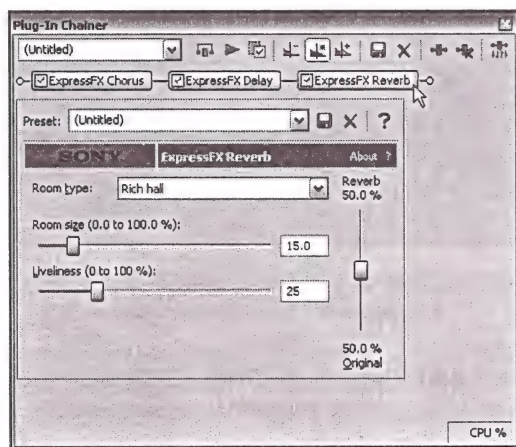 Plug-In Chainer
(Untitled)
ExpressFX Chorus ExpressFX Delay ExpressFX Reverb
Preset: (Untitled)
SONY ExpressFX Reverb About ?
Room type: Rich hall
Reverb
50.0 %
Room size (0.0 to 100.0 %):
15.0
Liveliness (0 to 100 %):
25
50.0 %
Original
CPU %